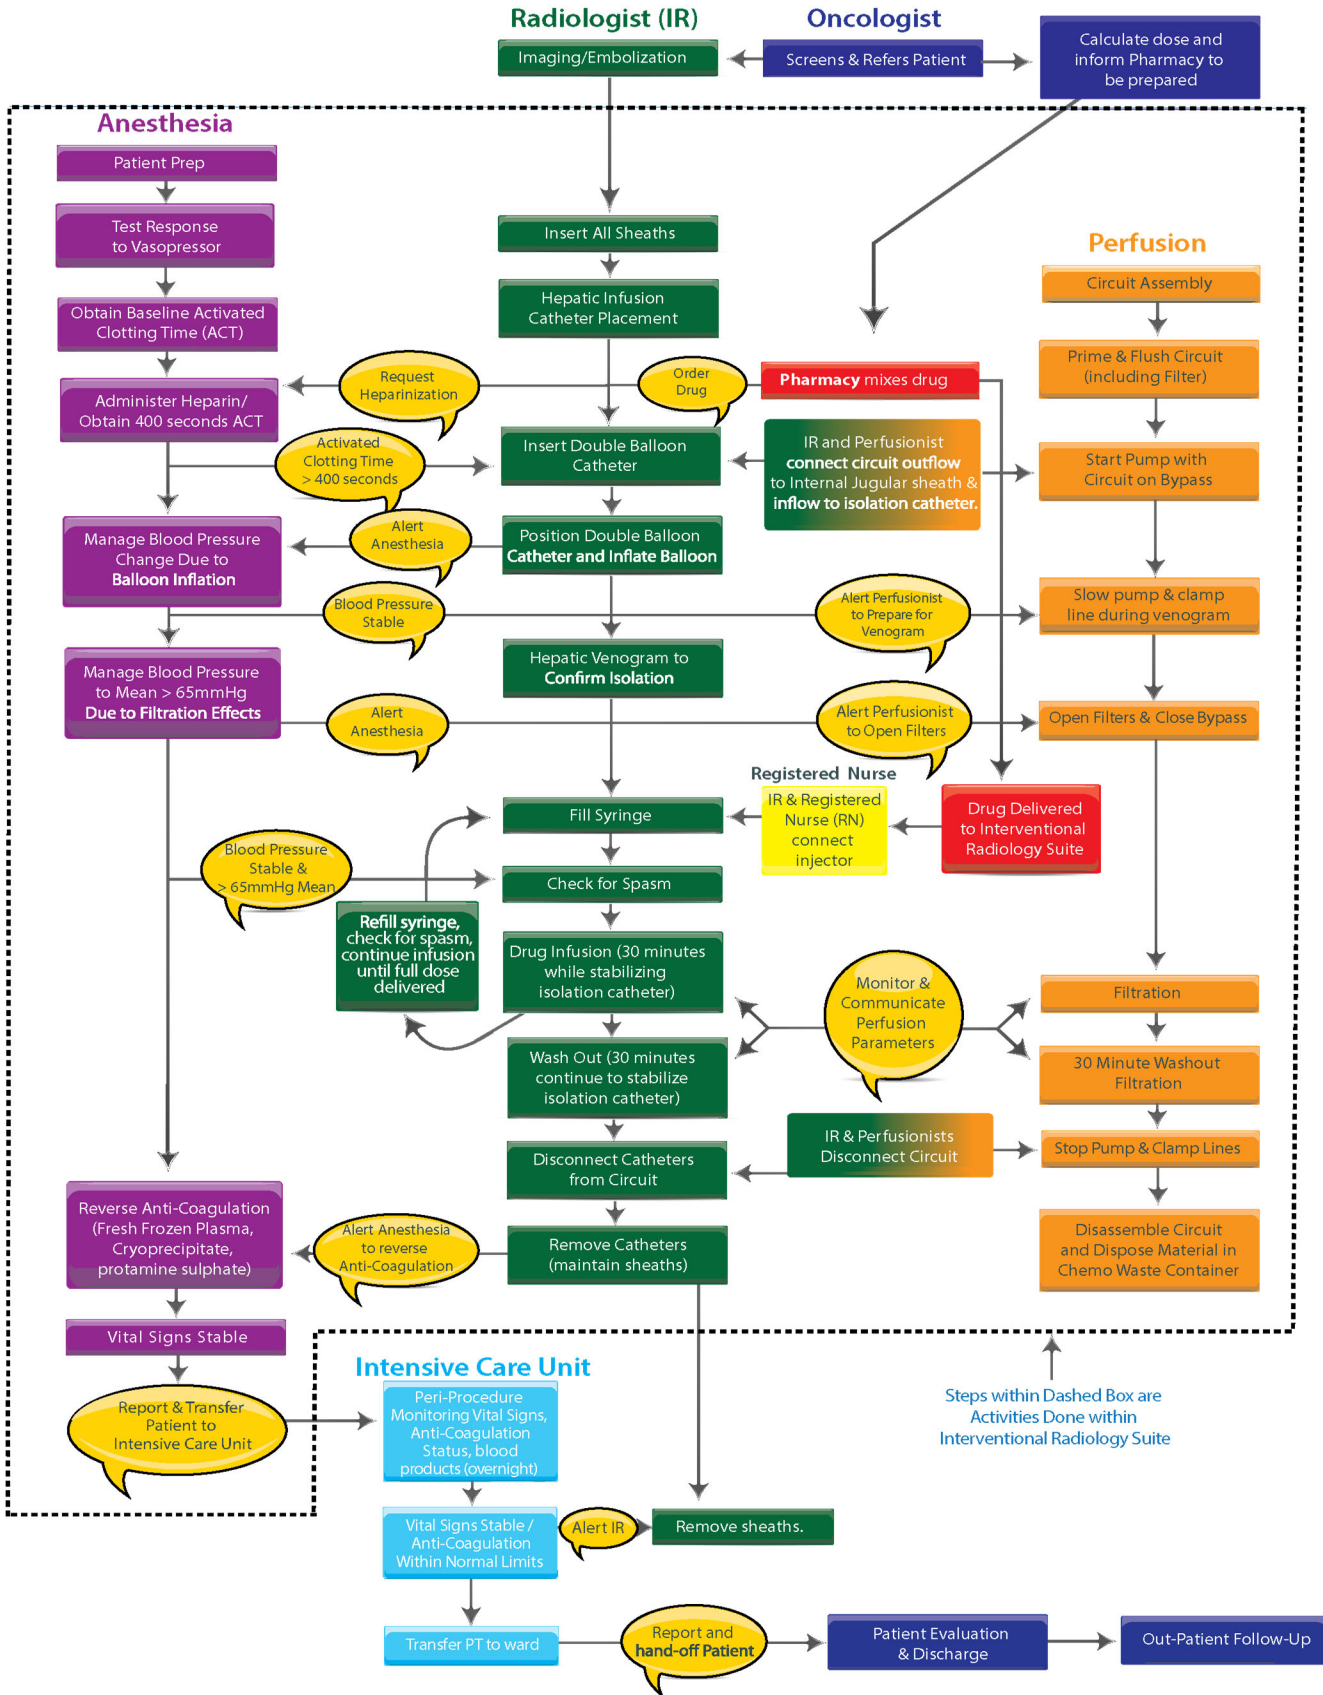 Radiologist (IR)
Oncologist
Imaging/Embolization
Screens & Refers Patient
Calculate dose and
inform Pharmacy to
be prepared
Anesthesia
Patient Prep
Test Response
to Vasopressor
Insert All Sheaths
Perfusion
Circuit Assembly
Obtain Baseline Activated
Clotting Time (ACT)
Hepatic Infusion
Catheter Placement
Prime & Flush Circuit
(including Filter)
Request
Heparinization
Order
Drug
Pharmacy mixes drug
Administer Heparin/
Obtain 400 seconds ACT
Activated
Clotting Time
> 400 seconds
Insert Double Balloon
Catheter
IR and Perfusionist
connect circuit outflow
to Internal Jugular sheath &
inflow to isolation catheter.
Start Pump with
Circuit on Bypass
Manage Blood Pressure
Change Due to
Balloon Inflation
Alert
Anesthesia
Position Double Balloon
Catheter and Inflate Balloon
Blood Pressure
Stable
Alert Perfusionist
to Prepare for
Venogram
Slow pump & clamp
line during venogram
Manage Blood Pressure
to Mean > 65mmHg
Due to Filtration Effects
Hepatic Venogram to
Confirm Isolation
Alert
Anesthesia
Alert Perfusionist
to Open Filters
Open Filters & Close Bypass
Registered Nurse
Fill Syringe
IR & Registered
Nurse (RN)
connect
injector
Drug Delivered
to Interventional
Radiology Suite
Blood Pressure
Stable &
> 65mmHg Mean
Check for Spasm
Refill syringe,
check for spasm,
continue infusion
until full dose
delivered
Drug Infusion (30 minutes
while stabilizing
isolation catheter)
Monitor &
Communicate
Perfusion
Parameters
Filtration
Wash Out (30 minutes
continue to stabilize
isolation catheter)
30 Minute Washout
Filtration
IR & Perfusionists
Disconnect Circuit
Stop Pump & Clamp Lines
Disconnect Catheters
from Circuit
Reverse Anti-Coagulation
(Fresh Frozen Plasma,
Cryoprecipitate,
protamine sulphate)
Alert Anesthesia
to reverse
Anti-Coagulation
Remove Catheters
(maintain sheaths)
Disassemble Circuit
and Dispose Material in
Chemo Waste Container
Vital Signs Stable
Report & Transfer
Patient to
Intensive Care Unit
Intensive Care Unit
Peri-Procedure
Monitoring Vital Signs,
Anti-Coagulation
Status, blood
products (overnight)
Steps within Dashed Box are
Activities Done within
Interventional Radiology Suite
Vital Signs Stable /
Anti-Coagulation
Within Normal Limits
Alert IR
Remove sheaths.
Transfer PT to ward
Report and
hand-off Patient
Patient Evaluation
& Discharge
Out-Patient Follow-Up